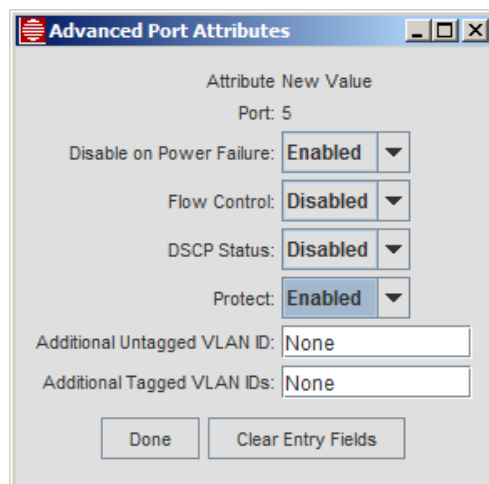 Advanced Port Attributes
Attribute New Value
Port: 5
Disable on Power Failure: Enabled
Flow Control: Disabled
DSCP Status: Disabled
Protect: Enabled
Additional Untagged VLAN ID: None
Additional Tagged VLAN IDs: None
Done Clear Entry Fields